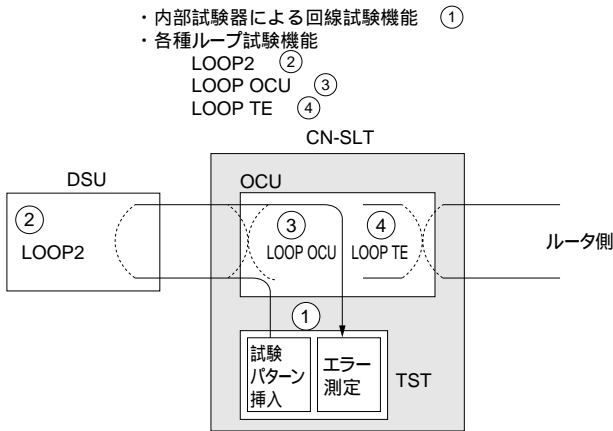 ・内部試験器による回線試験機能 ①
・各種ループ試験機能
LOOP2 ②
LOOP OCU ③
LOOP TE ④
CN-SLT
DSU
OCU
②
LOOP2
③
LOOP OCU
④
LOOP TE
ルータ側
①
試験
パターン
挿入
エラー
測定
TST